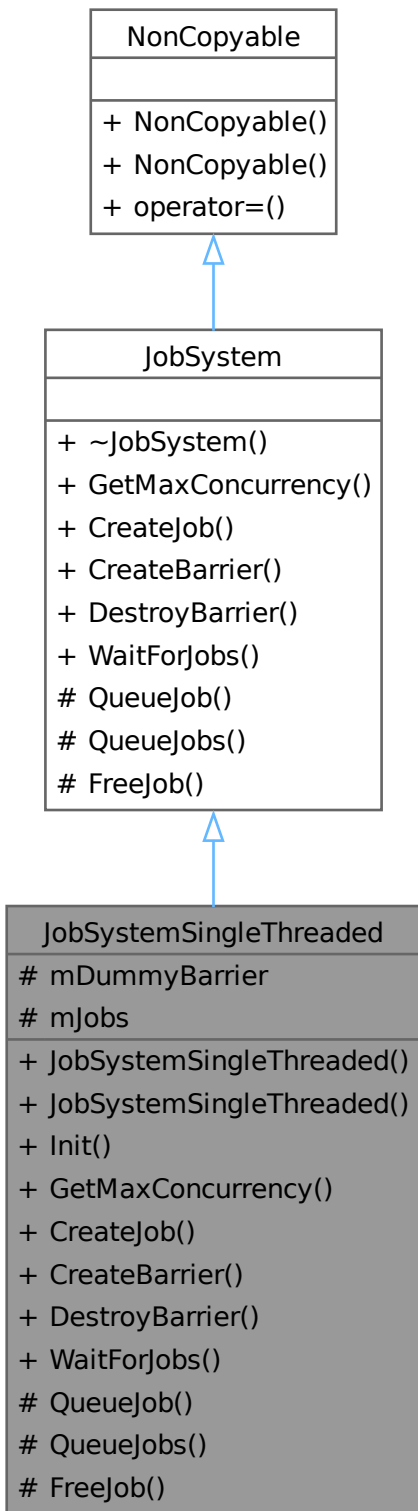 NonCopyable
+ NonCopyable()
+ NonCopyable()
+ operator=()
JobSystem
+ ~JobSystem()
+ GetMaxConcurrency()
+ CreateJob()
+ CreateBarrier()
+ DestroyBarrier()
+ WaitForJobs()
# QueueJob()
# QueueJobs()
# FreeJob()
JobSystemSingleThreaded
# mDummyBarrier
# mJobs
+ JobSystemSingleThreaded()
+ JobSystemSingleThreaded()
+ Init()
+ GetMaxConcurrency()
+ CreateJob()
+ CreateBarrier()
+ DestroyBarrier()
+ WaitForJobs()
# QueueJob()
# QueueJobs()
# FreeJob()